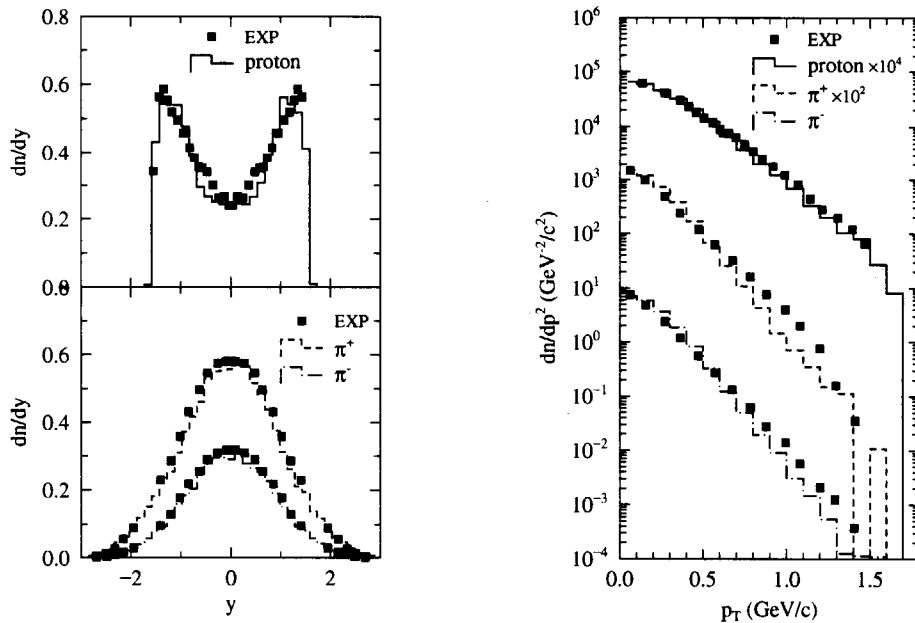 0.8
EXP
proton
0.6
dn/dy
0.4
0.2
0.0
EXP
π⁺
π⁻
0.6
dn/dy
0.4
0.2
0.0
−2 0 2
y
10⁶
EXP
proton ×10⁴
π⁺ ×10²
π⁻
10⁵
10⁴
10³
10²
10¹
10⁰
10⁻¹
10⁻²
10⁻³
10⁻⁴
dn/dp² (GeV⁻²/c²)
0.0 0.5 1.0 1.5
p_T (GeV/c)